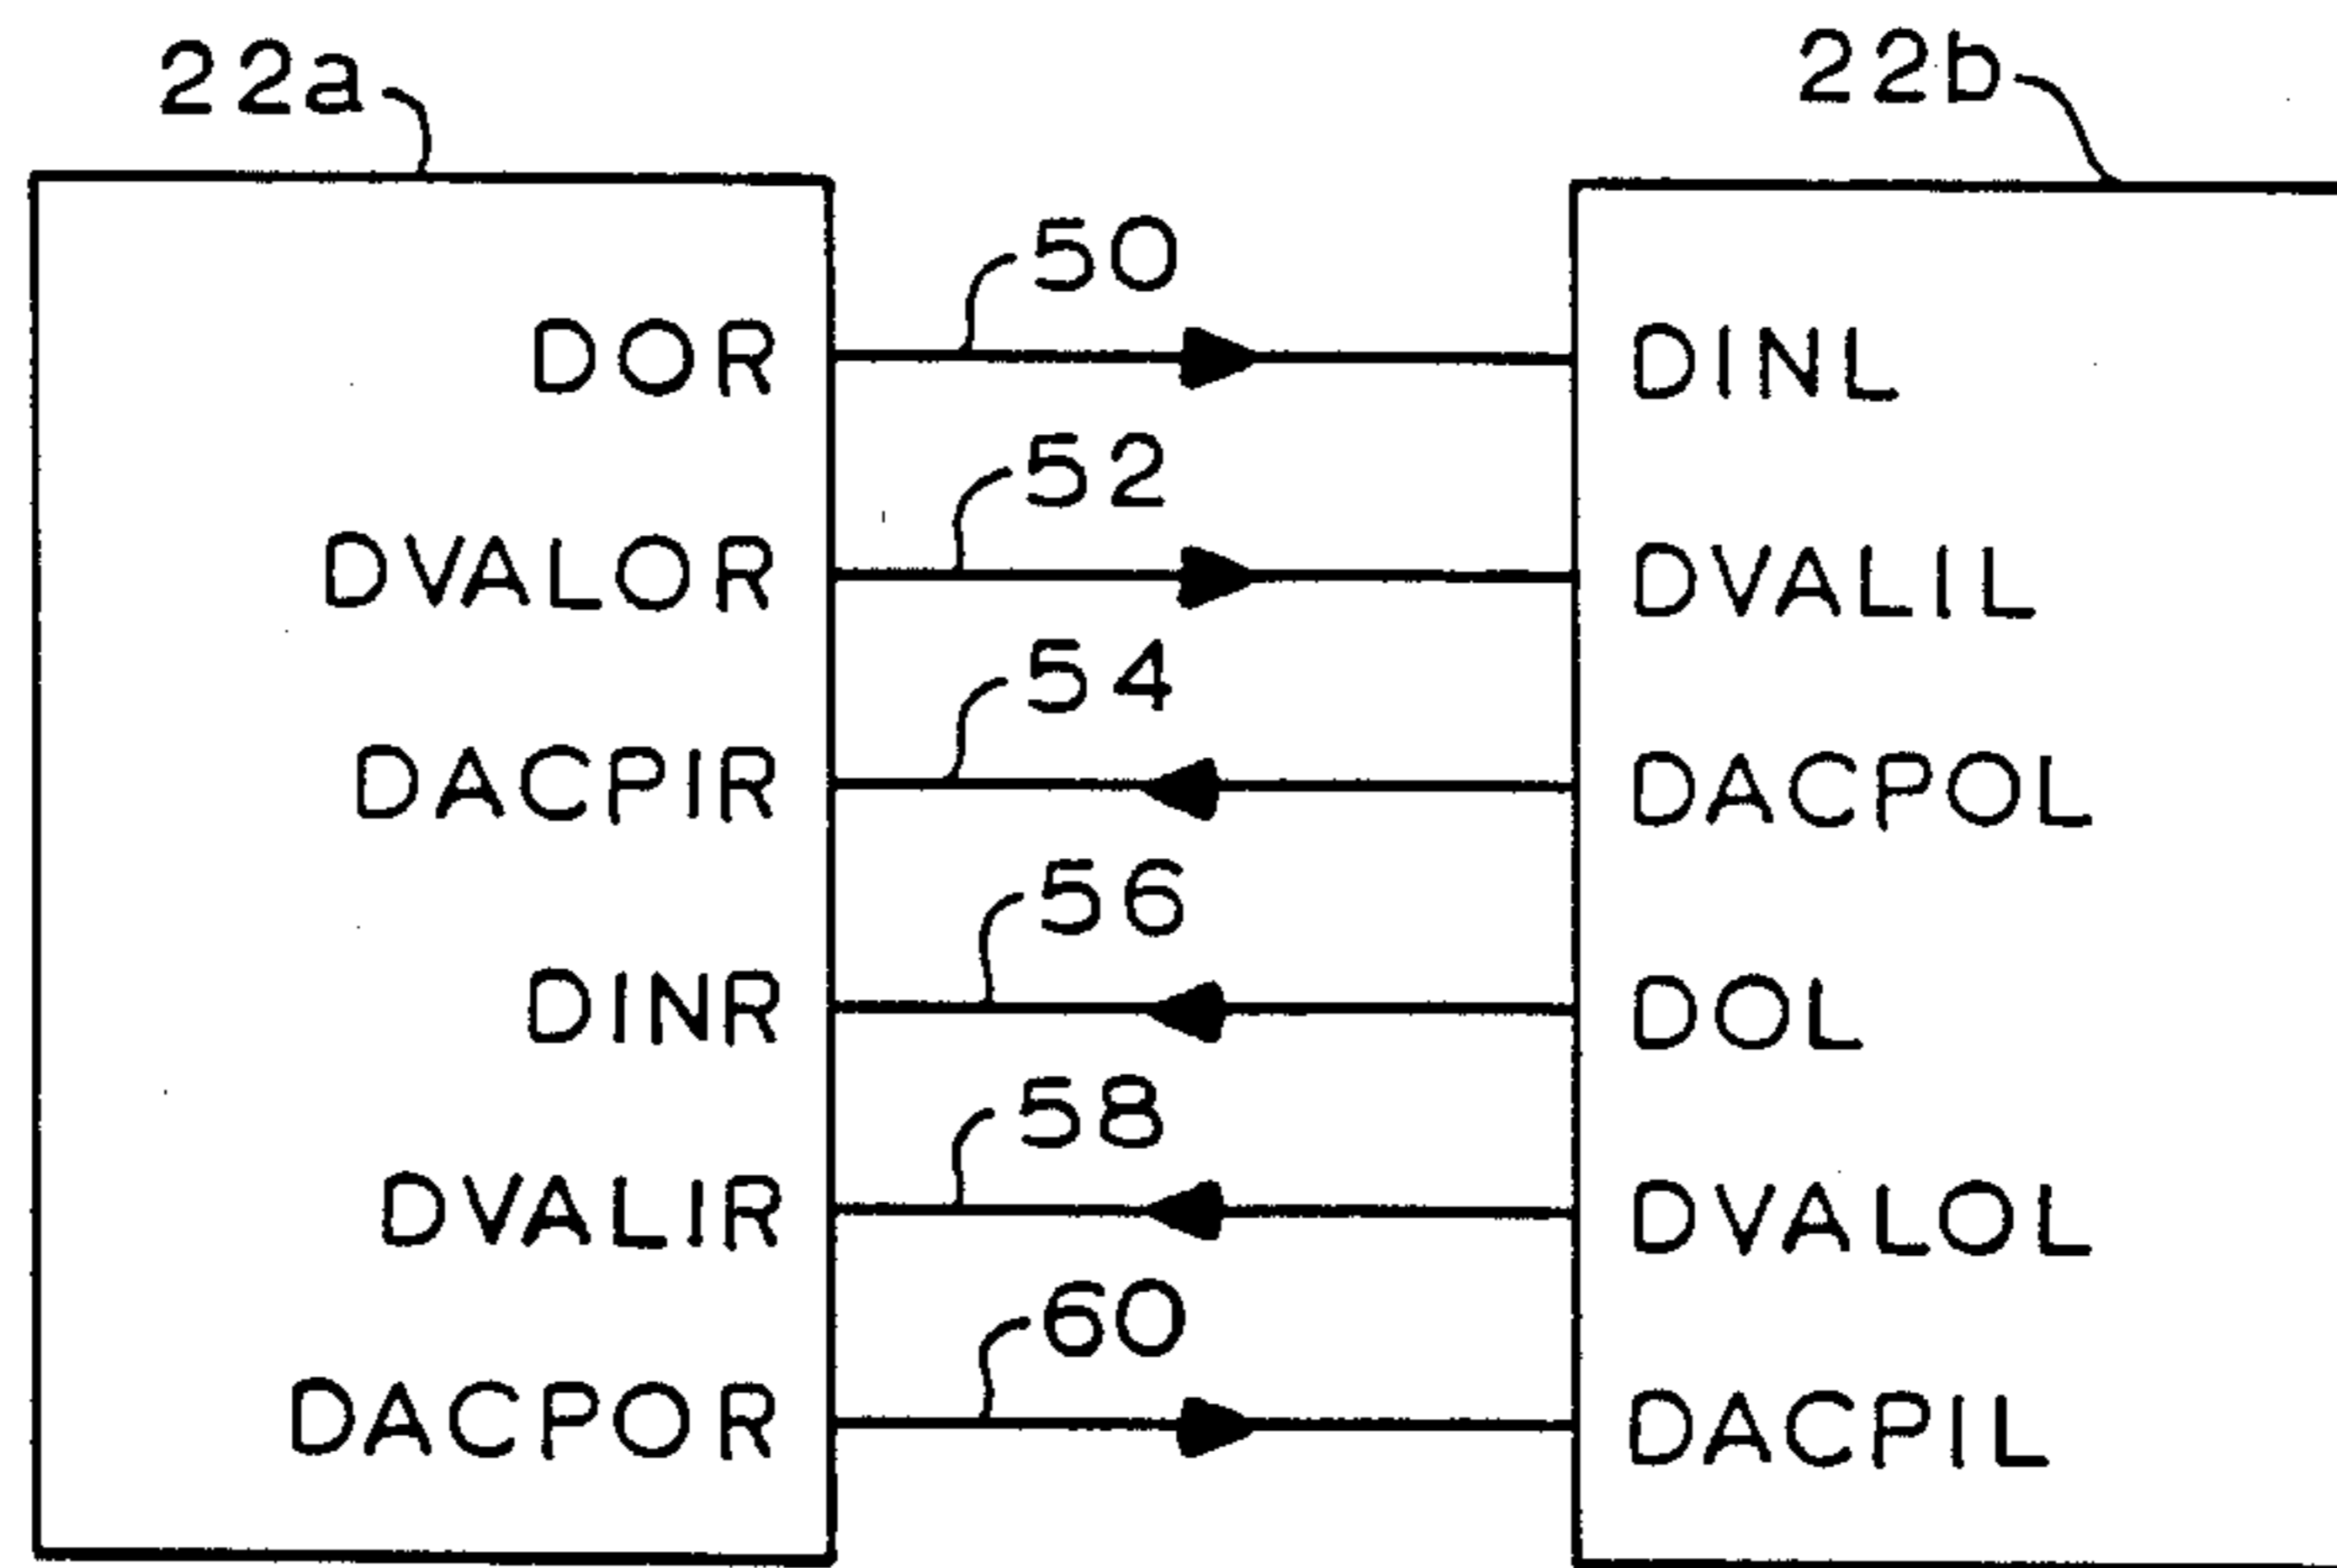 22a 22b
50
DOR DINL
52
DVALOR DVALIL
54
DACPIR DACPOL
56
DINR DOL
58
DVALIR DVALOL
60
DACPOR DACPIL